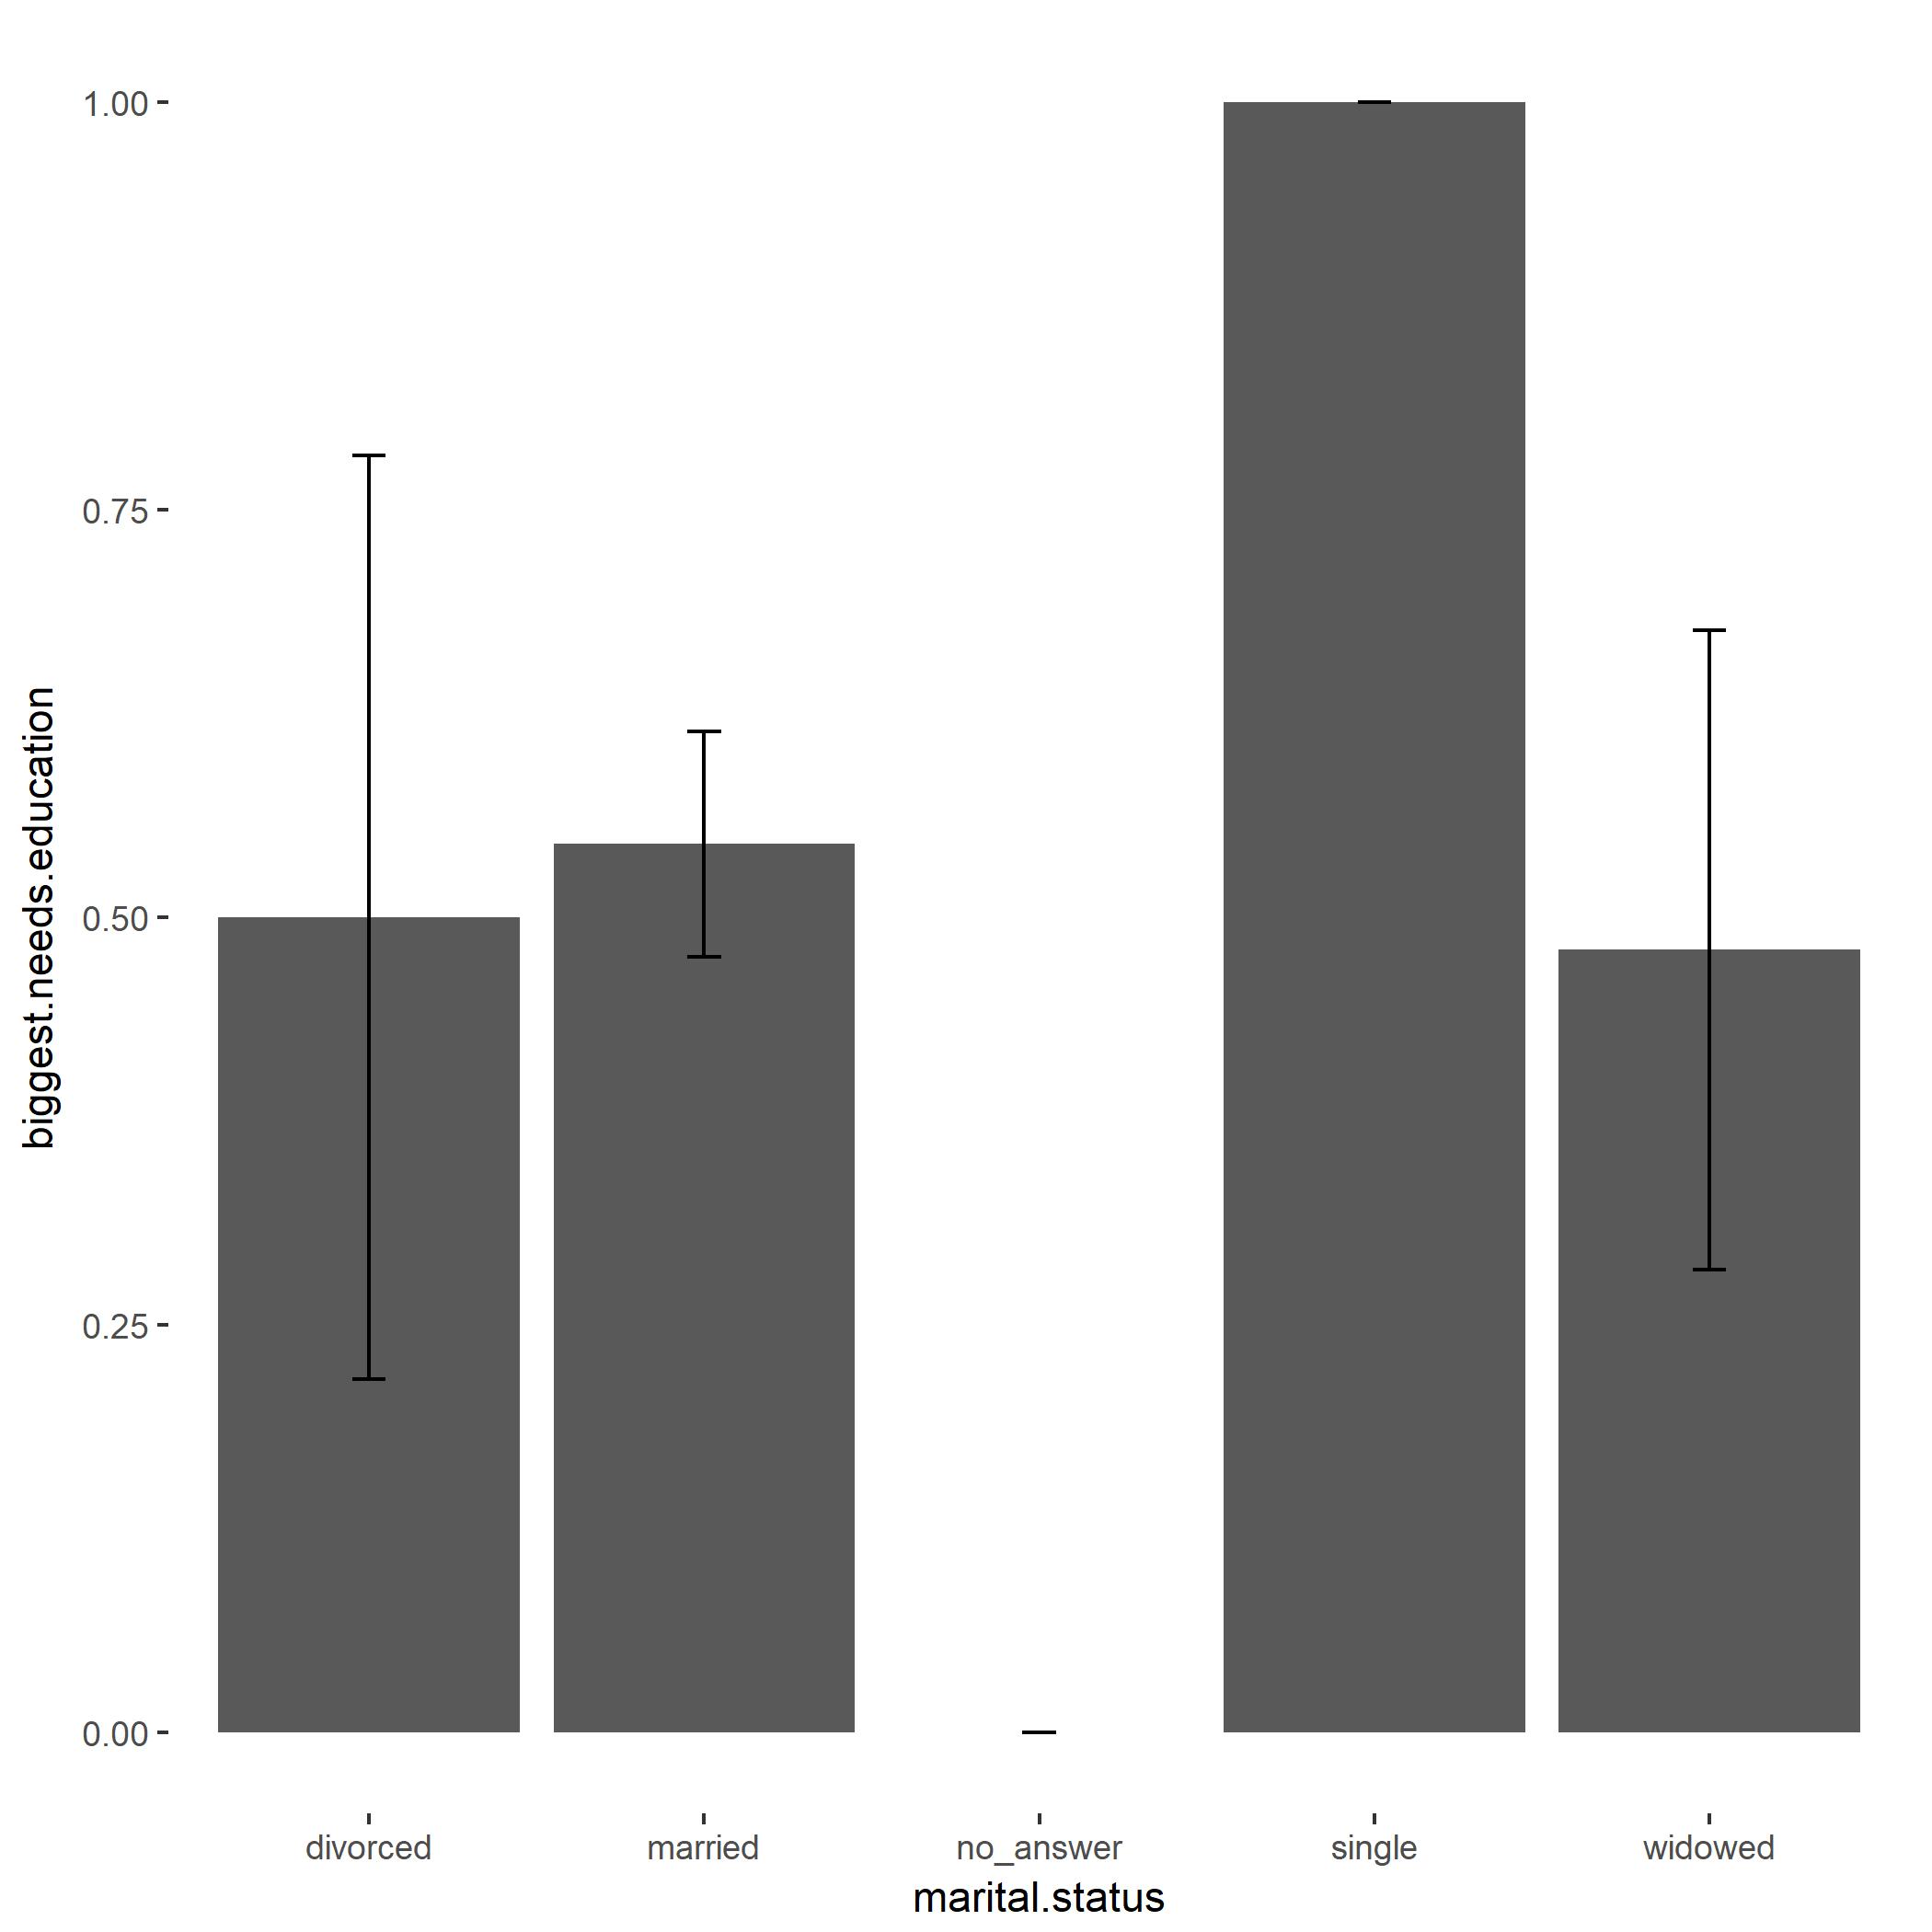 1.00
0.75
0.50
0.25
0.00
biggest.needs.education
divorced married no_answer single widowed
marital.status